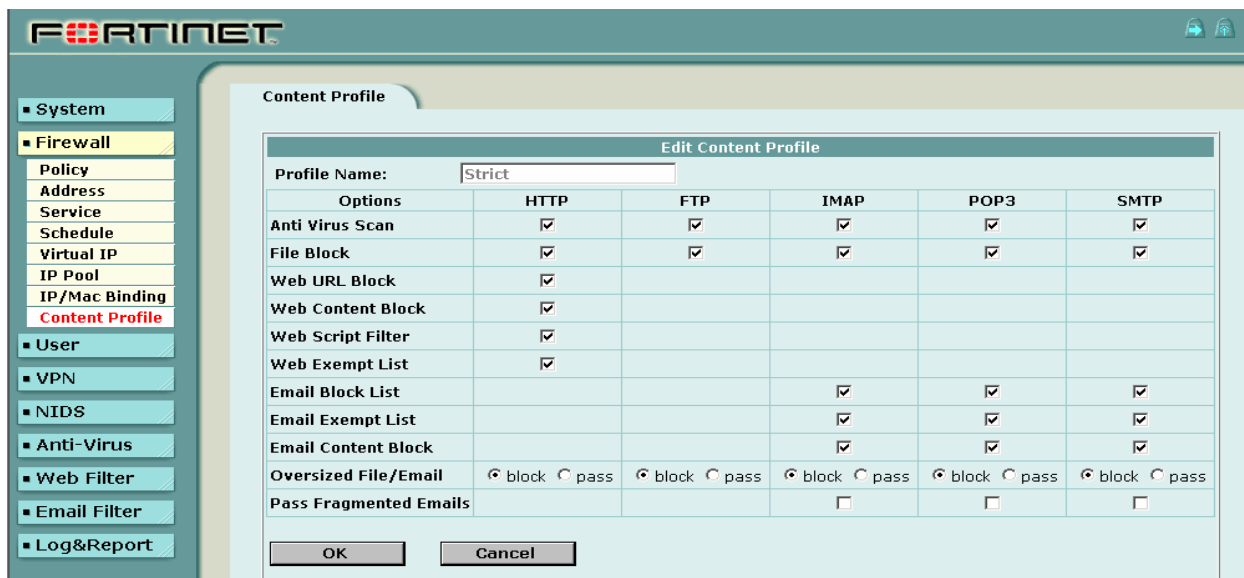 FORTINET
System
Firewall
Policy
Address
Service
Schedule
Virtual IP
IP Pool
IP/Mac Binding
Content Profile
User
VPN
NIDS
Anti-Virus
Web Filter
Email Filter
Log&Report
Content Profile
Edit Content Profile
Profile Name: Strict
Options HTTP FTP IMAP POP3 SMTP
Anti Virus Scan
File Block
Web URL Block
Web Content Block
Web Script Filter
Web Exempt List
Email Block List
Email Exempt List
Email Content Block
Oversized File/Email block pass block pass block pass block pass block pass
Pass Fragmented Emails
OK Cancel